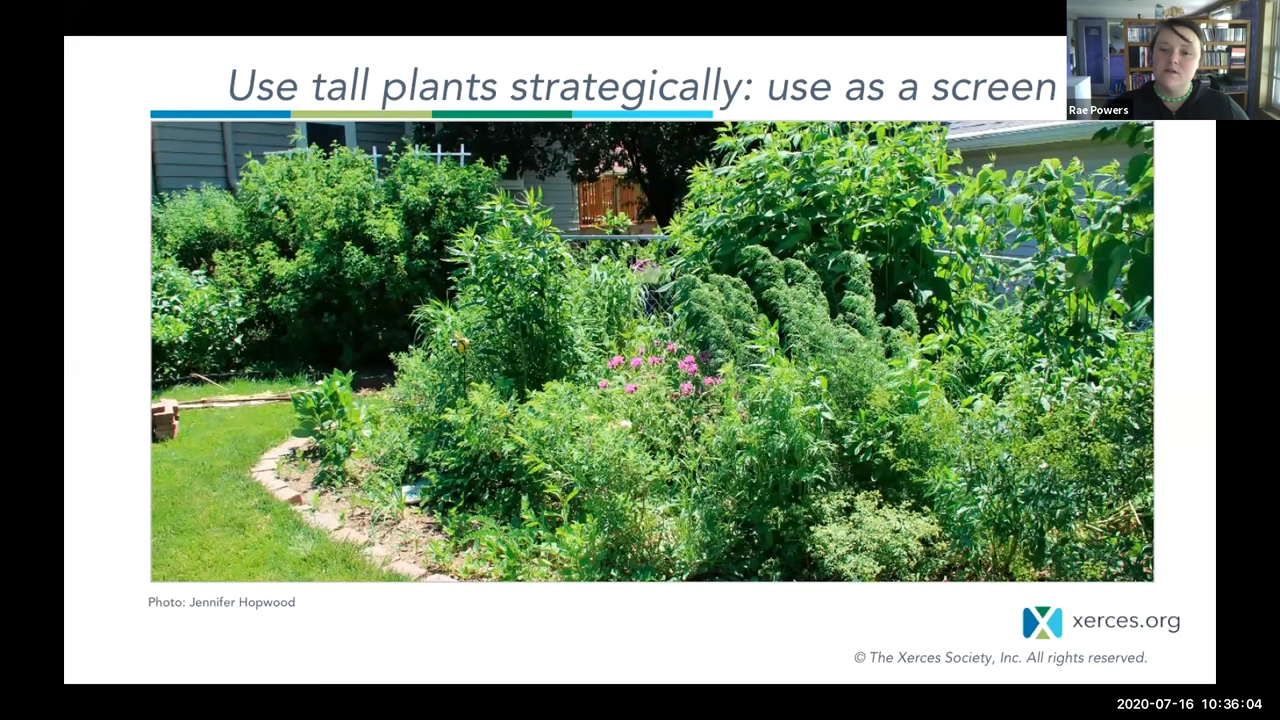 Use tall plants strategically: use as a screen
Rae Powers
Photo: Jennifer Hopwood
xerces.org
© The Xerces Society, Inc. All rights reserved.
2020-07-16 10:36:04